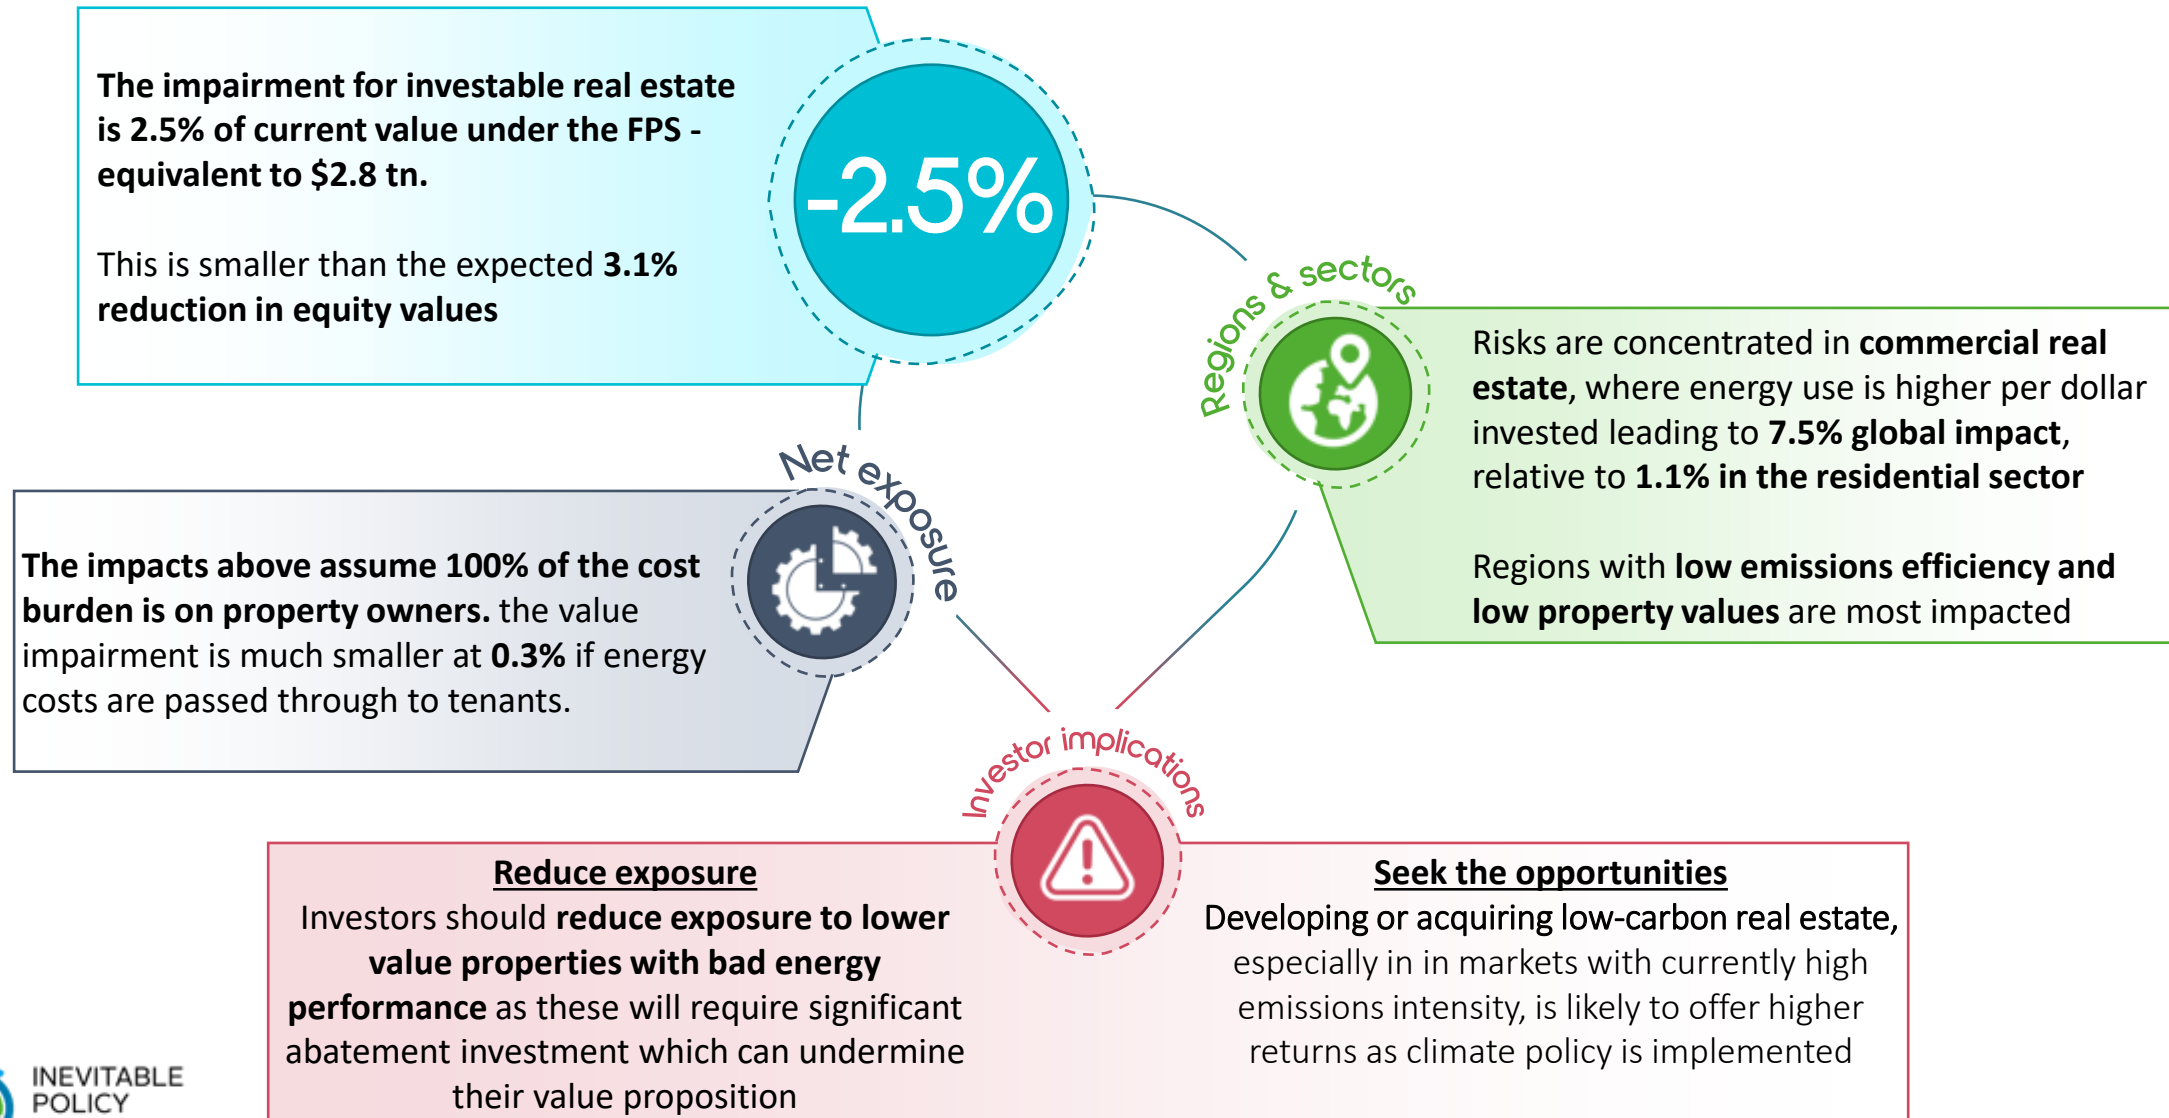 The impairment for investable real estate
is 2.5% of current value under the FPS -
equivalent to $2.8 tn.
This is smaller than the expected 3.1%
reduction in equity values
-2.5%
Regions & sectors
Risks are concentrated in commercial real
estate, where energy use is higher per dollar
invested leading to 7.5% global impact,
relative to 1.1% in the residential sector
Regions with low emissions efficiency and
low property values are most impacted
Net exposure
The impacts above assume 100% of the cost
burden is on property owners. the value
impairment is much smaller at 0.3% if energy
costs are passed through to tenants.
Investor implications
Reduce exposure
Investors should reduce exposure to lower
value properties with bad energy
performance as these will require significant
abatement investment which can undermine
their value proposition
Seek the opportunities
Developing or acquiring low-carbon real estate,
especially in in markets with currently high
emissions intensity, is likely to offer higher
returns as climate policy is implemented
INEVITABLE
POLICY